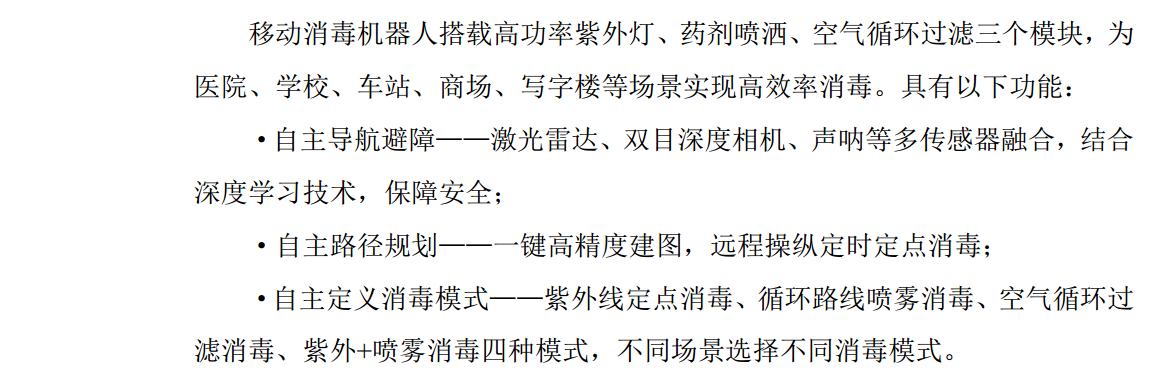 移动消毒机器人搭载高功率紫外灯、药剂喷洒、空气循环过滤三个模块，为
医院、学校、车站、商场、写字楼等场景实现高效率消毒。具有以下功能：
•自主导航避障——激光雷达、双目深度相机、声呐等多传感器融合，结合
深度学习技术，保障安全；
• 自主路径规划——一键高精度建图，远程操纵定时定点消毒；
•自主定义消毒模式——紫外线定点消毒、循环路线喷雾消毒、空气循环过
滤消毒、紫外+喷雾消毒四种模式，不同场景选择不同消毒模式。